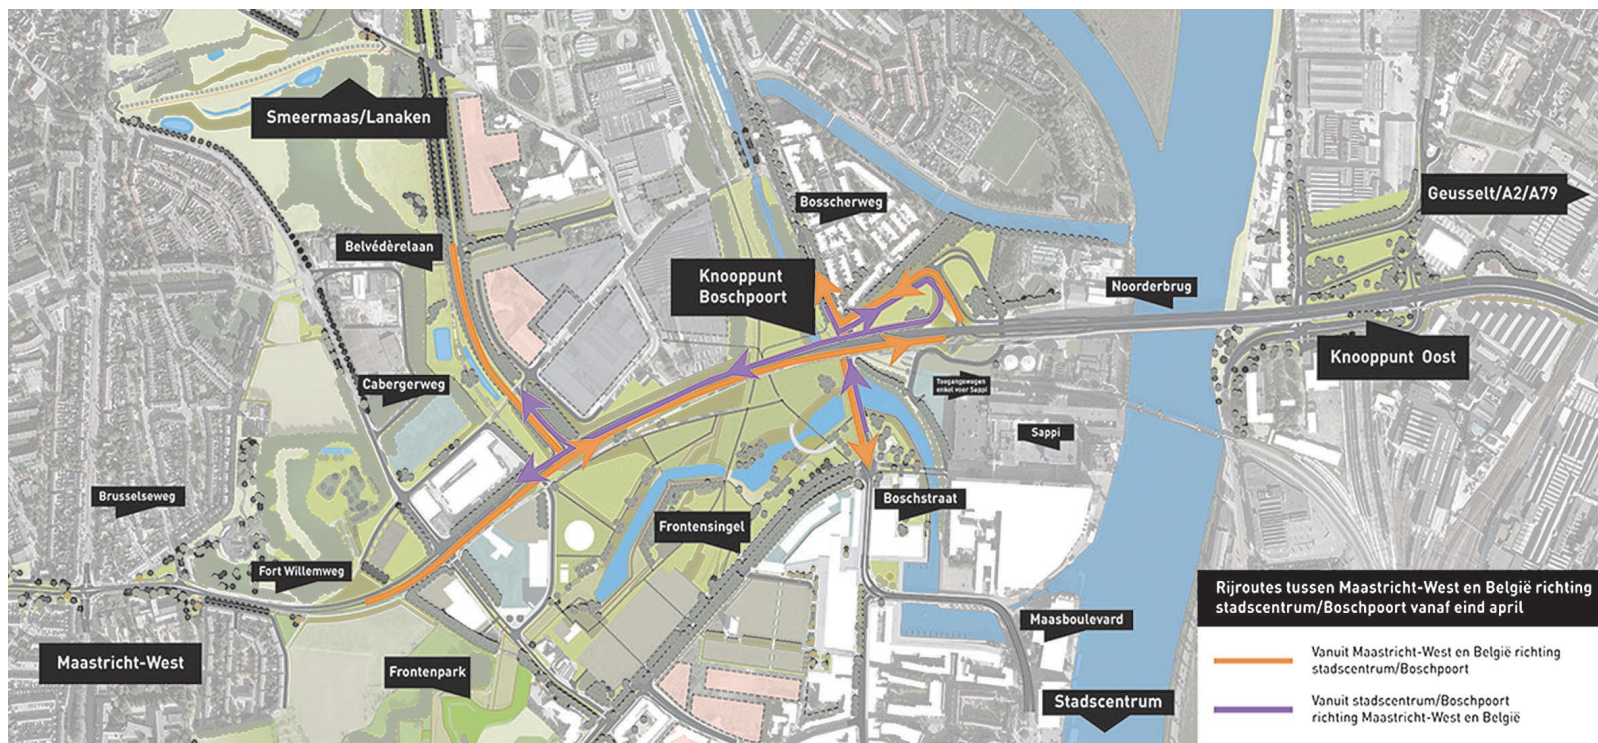 Smeermaas/Lanaken
Geusselt/A2/A79
Bosscherweg
Belvédèrelaan
Knooppunt
Boschpoort
Noorderbrug
Knooppunt Oost
Cabergerweg
Toegangswegen
enkel voor Sappi
Sappi
Brusselseweg
Boschstraat
Frontensingel
Fort Willemweg
Rijroutes tussen Maastricht-West en België richting
stadscentrum/Boschpoort vanaf eind april
Maasboulevard
Maastricht-West
Frontenpark
Vanuit Maastricht-West en België richting
stadscentrum/Boschpoort
Stadscentrum
Vanuit stadscentrum/Boschpoort
richting Maastricht-West en België